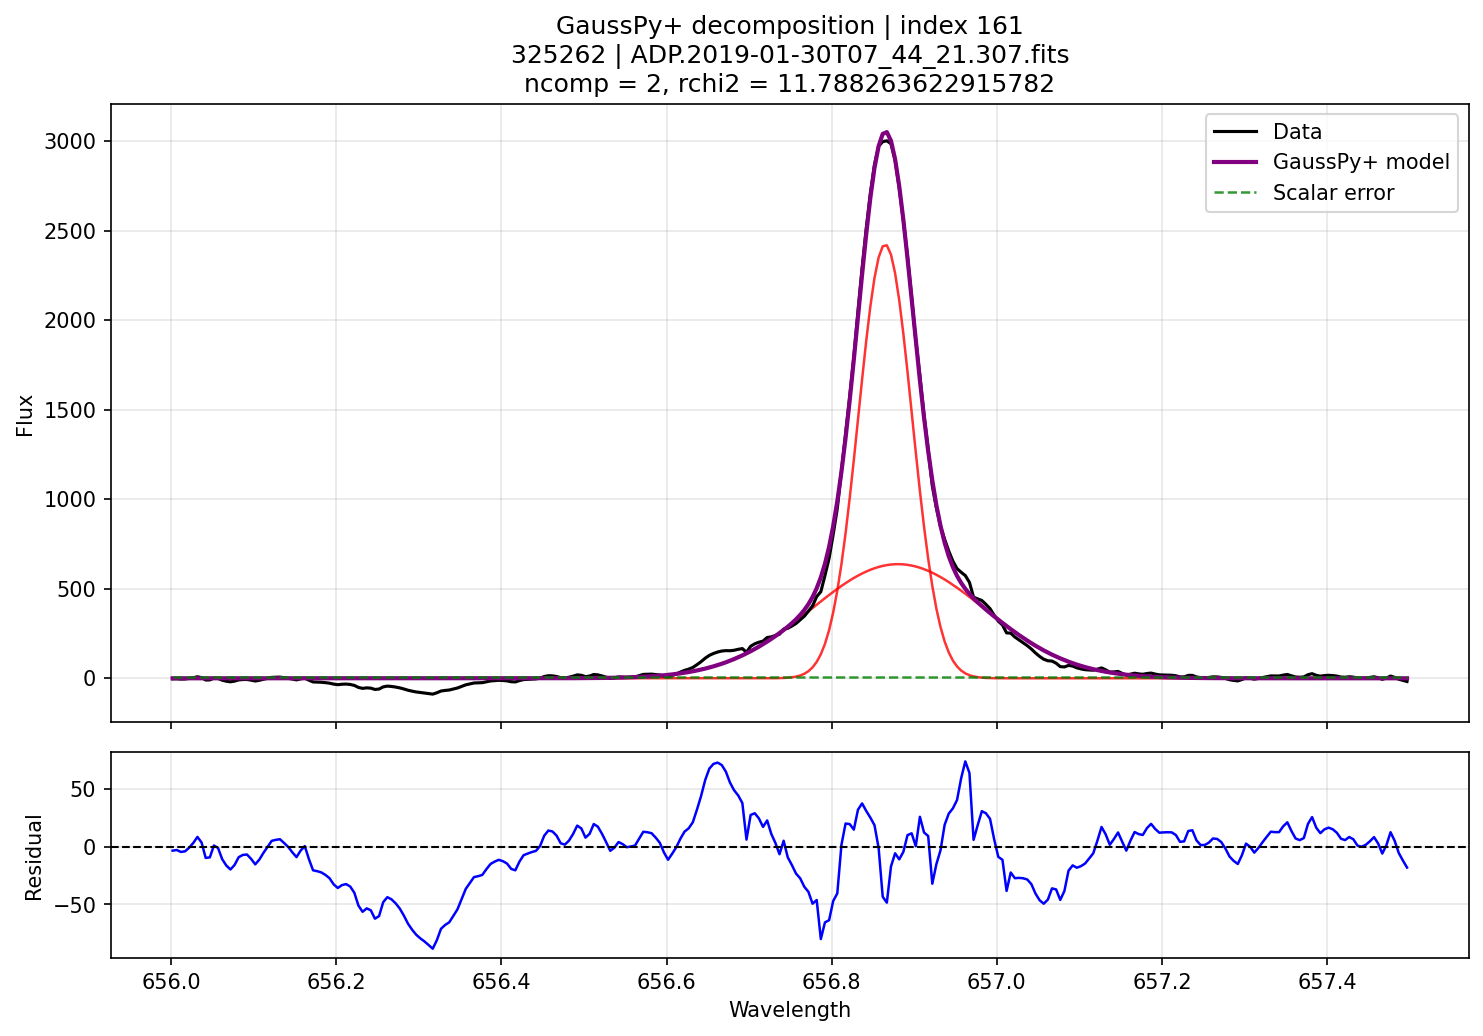 GaussPy+ decomposition | index 161
325262 | ADP.2019-01-30T07_44_21.307.fits
ncomp = 2, rchi2 = 11.788263622915782
Data
GaussPy+ model
Scalar error
Flux
3000
2500
2000
1500
1000
500
0
Residual
50
0
−50
656.0 656.2 656.4 656.6 656.8 657.0 657.2 657.4
Wavelength